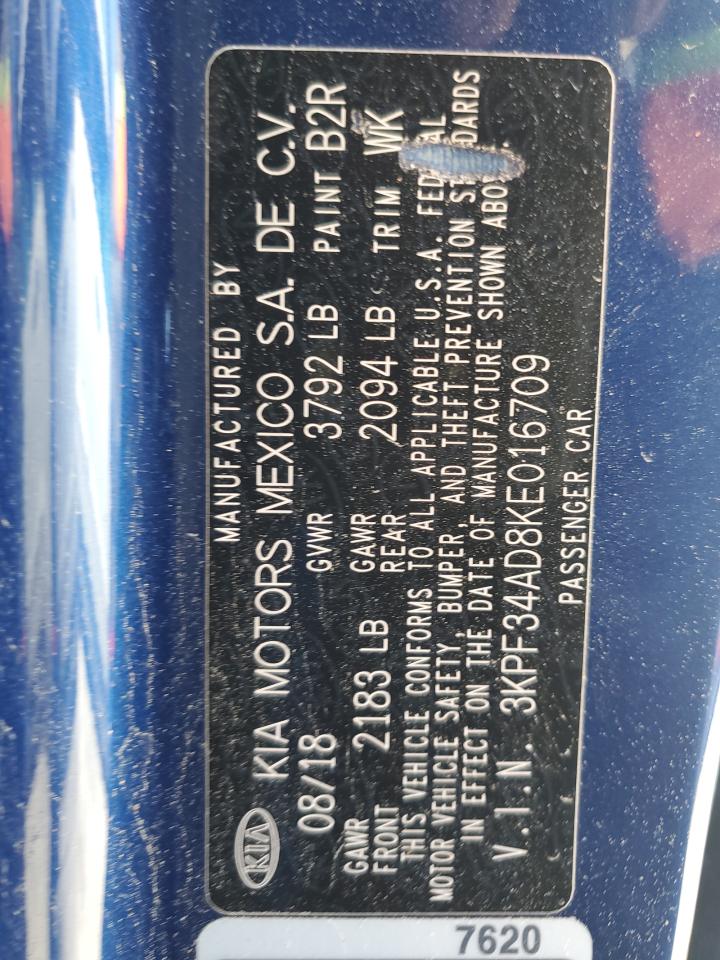 MANUFACTURED BY
KIA KIA MOTORS MEXICO S.A. DE C.V.
08/18 GVWR 3792 LB PAINT B2R
GAWR FRONT 2183 LB GAWR REAR 2094 LB TRIM WK
THIS VEHICLE CONFORMS TO ALL APPLICABLE U.S.A.
MOTOR VEHICLE SAFETY, BUMPER, AND THEFT PREVENTION
IN EFFECT ON THE DATE OF MANUFACTURE SHOWN
V.I.N. 3KPF34AD8KE016709
PASSENGER CAR
7620